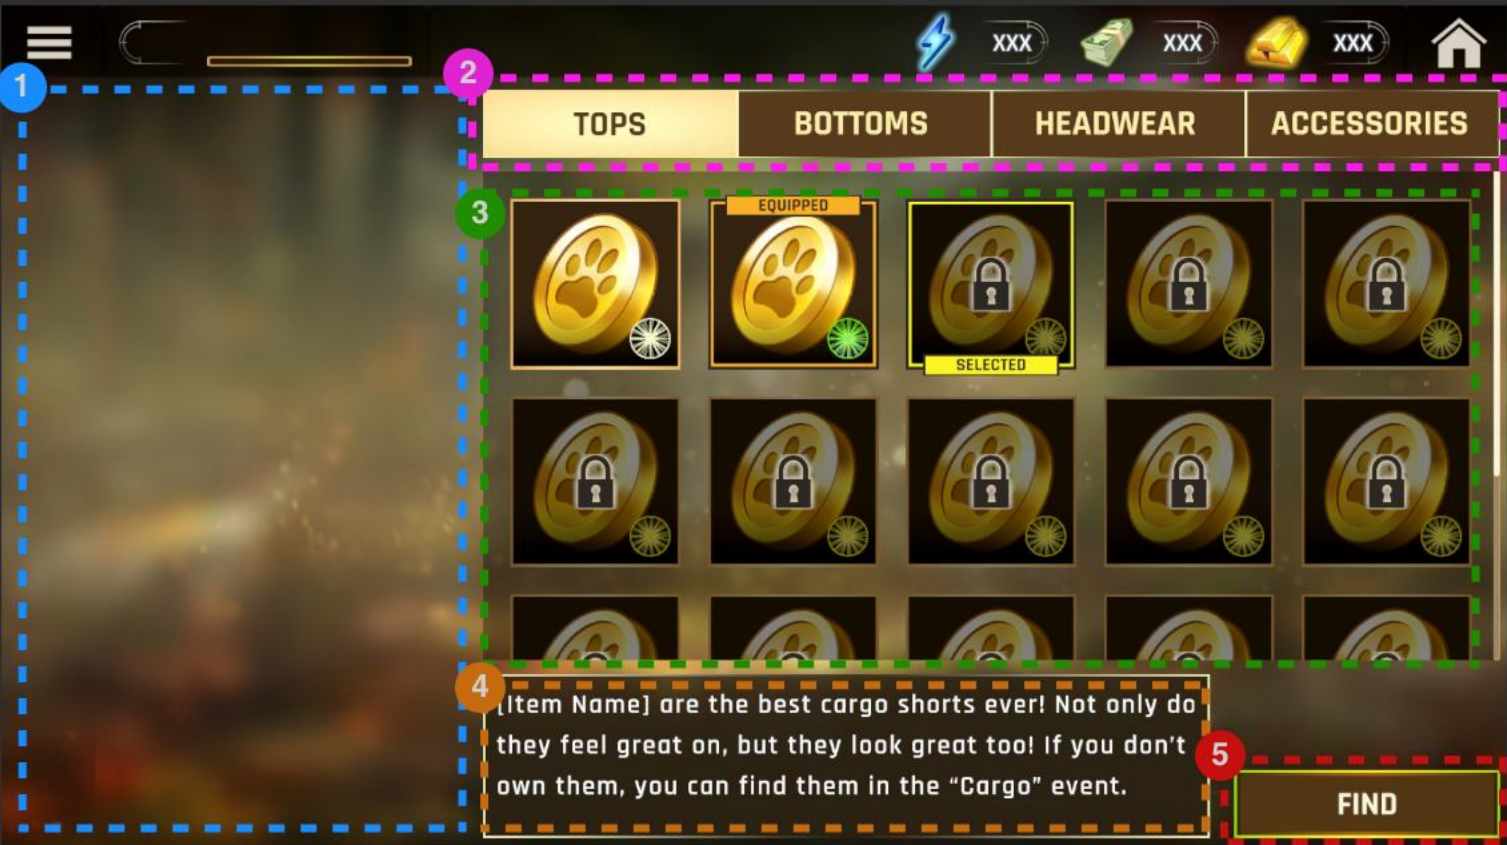 XXX
XXX
XXX
1
2
TOPS
BOTTOMS
HEADWEAR
ACCESSORIES
3
EQUIPPED
SELECTED
4
[Item Name] are the best cargo shorts ever! Not only do
they feel great on, but they look great too! If you don't
own them, you can find them in the “Cargo” event.
5
FIND